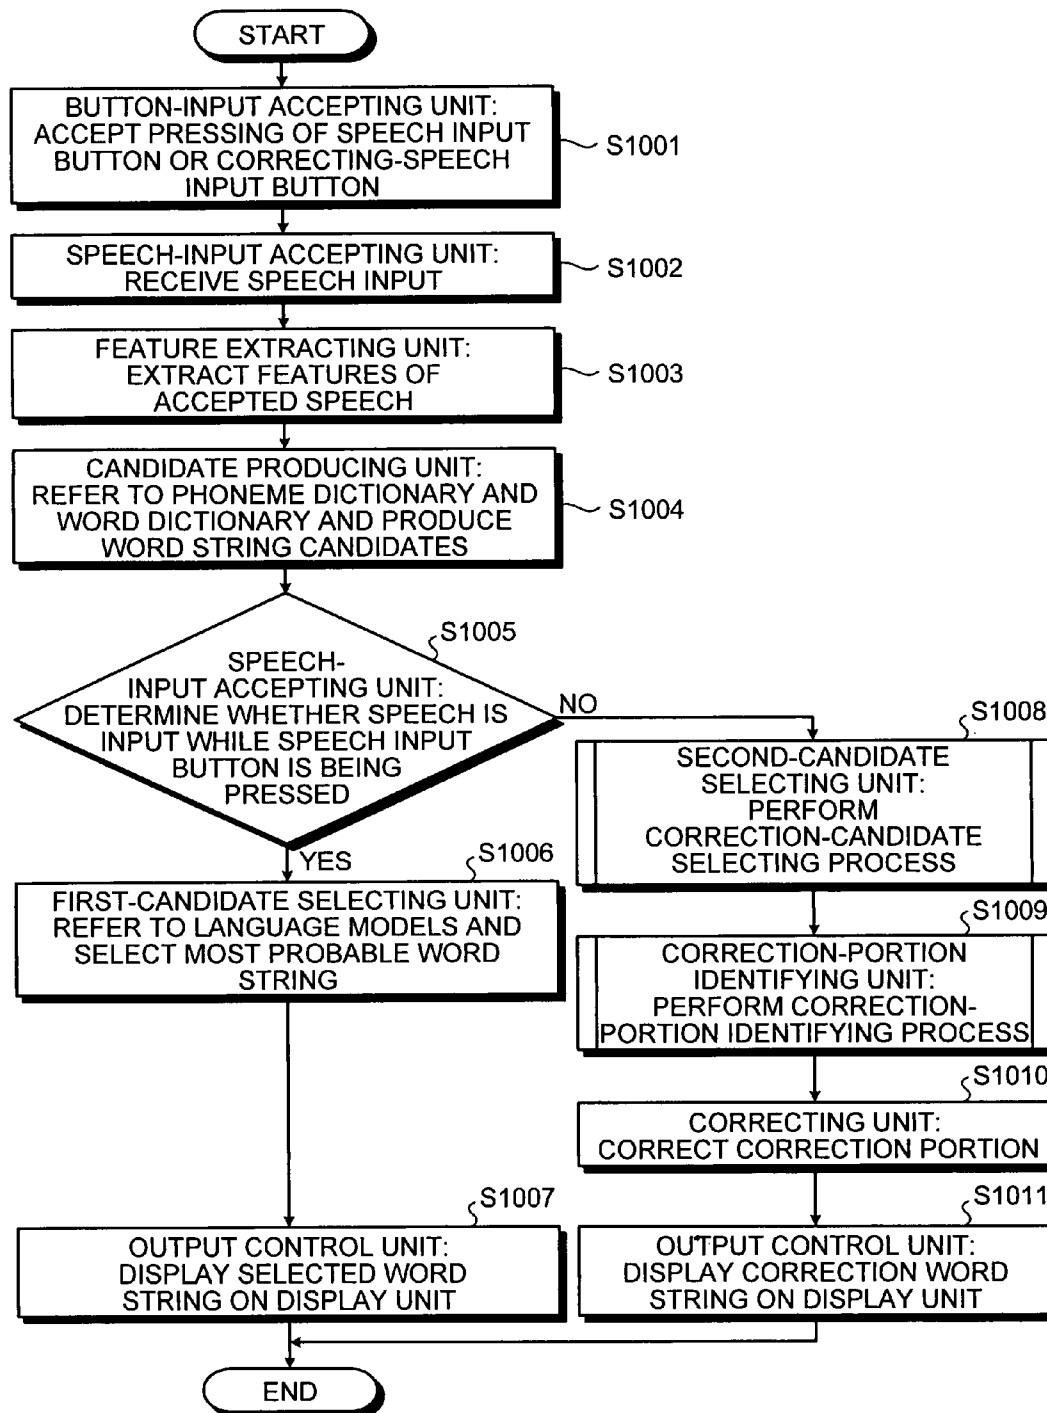 START
BUTTON-INPUT ACCEPTING UNIT:
ACCEPT PRESSING OF SPEECH INPUT
BUTTON OR CORRECTING-SPEECH
INPUT BUTTON
S1001
SPEECH-INPUT ACCEPTING UNIT:
RECEIVE SPEECH INPUT
S1002
FEATURE EXTRACTING UNIT:
EXTRACT FEATURES OF
ACCEPTED SPEECH
S1003
CANDIDATE PRODUCING UNIT:
REFER TO PHONEME DICTIONARY AND
WORD DICTIONARY AND PRODUCE
WORD STRING CANDIDATES
S1004
S1005
SPEECH-
INPUT ACCEPTING UNIT:
DETERMINE WHETHER SPEECH IS
INPUT WHILE SPEECH INPUT
BUTTON IS BEING
PRESSED
NO
YES
S1006
FIRST-CANDIDATE SELECTING UNIT:
REFER TO LANGUAGE MODELS AND
SELECT MOST PROBABLE WORD
STRING
S1007
OUTPUT CONTROL UNIT:
DISPLAY SELECTED WORD
STRING ON DISPLAY UNIT
S1008
SECOND-CANDIDATE
SELECTING UNIT:
PERFORM
CORRECTION-CANDIDATE
SELECTING PROCESS
S1009
CORRECTION-PORTION
IDENTIFYING UNIT:
PERFORM CORRECTION-
PORTION IDENTIFYING PROCESS
S1010
CORRECTING UNIT:
CORRECT CORRECTION PORTION
S1011
OUTPUT CONTROL UNIT:
DISPLAY CORRECTION WORD
STRING ON DISPLAY UNIT
END